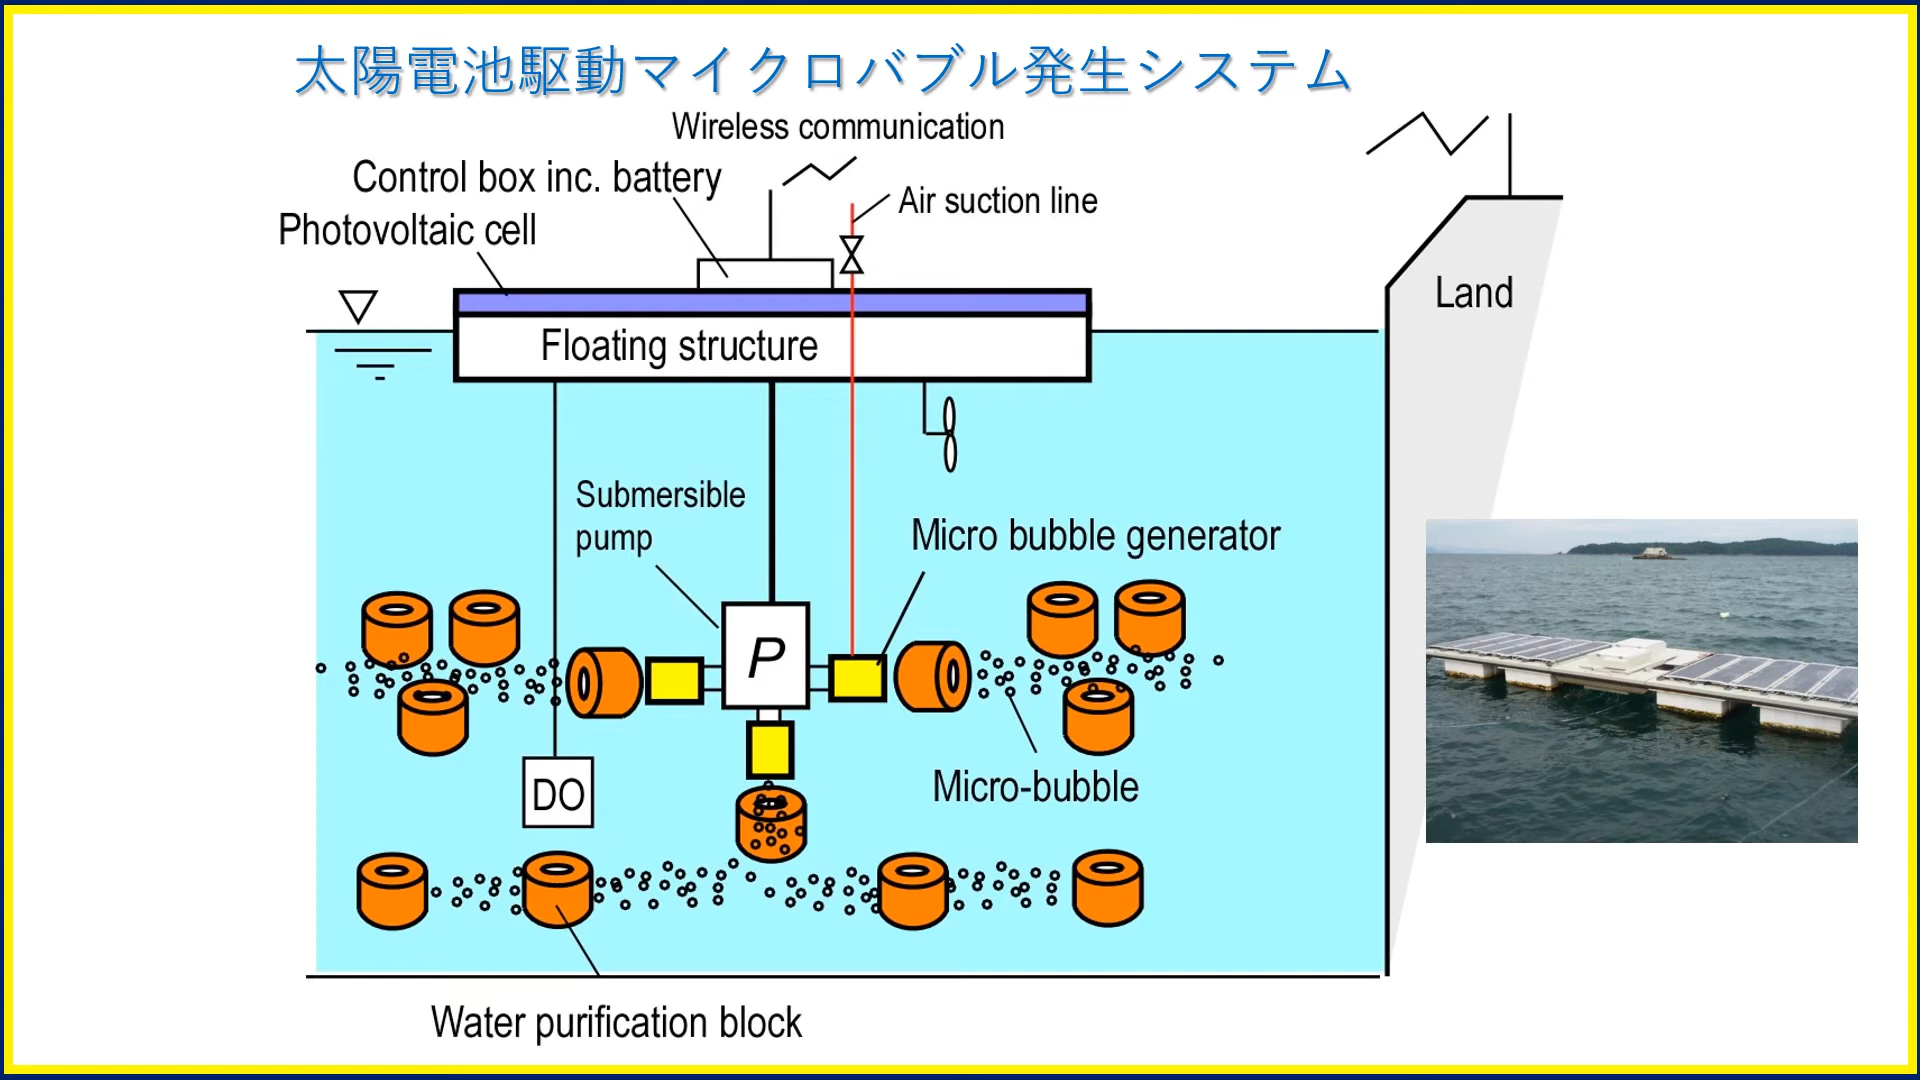 太陽電池駆動マイクロバブル発生システム
Wireless communication
Control box inc. battery
Air suction line
Photovoltaic cell
Land
Floating structure
Submersible
pump
Micro bubble generator
P
Micro-bubble
DO
Water purification block